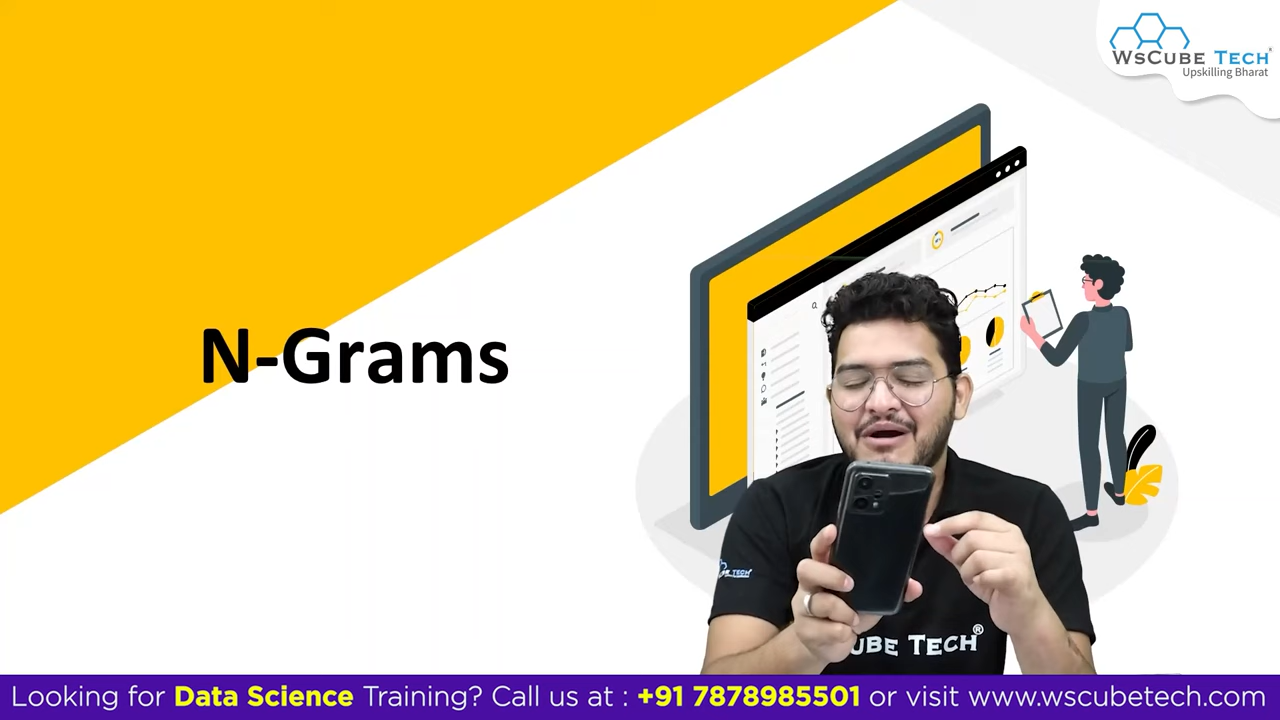 WSCUBE TECH
Upskilling Bharat
N-Grams
CUBE TECH®
Looking for Data Science Training? Call us at : +91 7878985501 or visit www.wscubetech.com